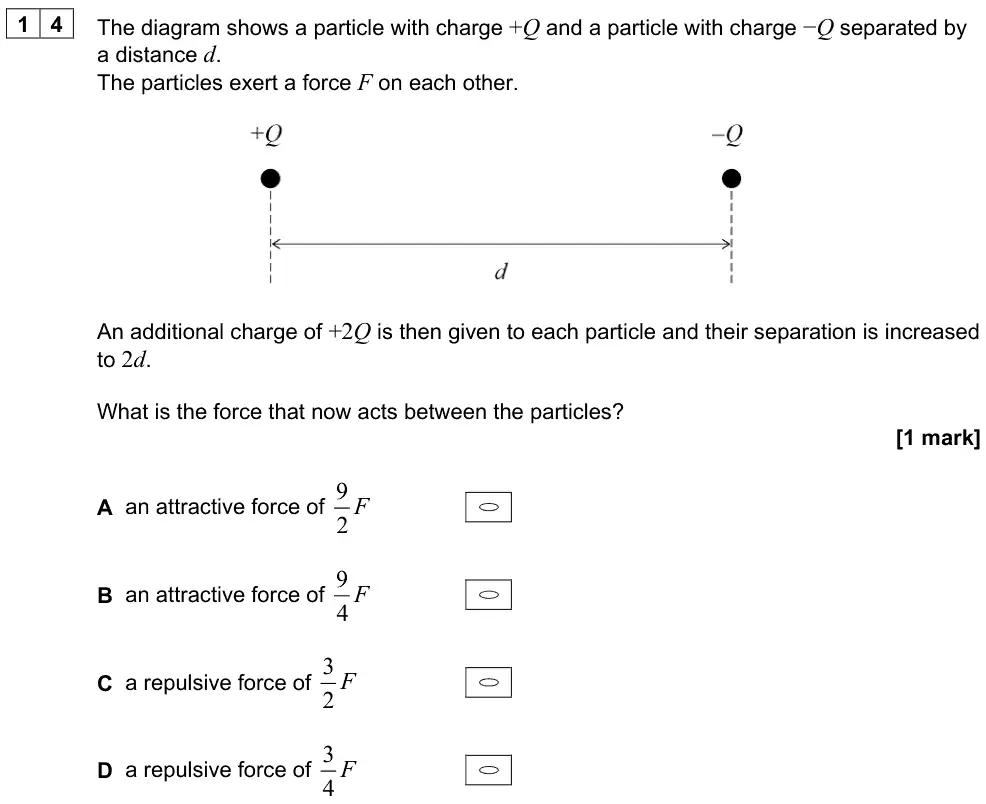 1 4 The diagram shows a particle with charge +Q and a particle with charge −Q separated by
a distance d.
The particles exert a force F on each other.
+Q −Q
d
An additional charge of +2Q is then given to each particle and their separation is increased
to 2d.
What is the force that now acts between the particles?
[1 mark]
A an attractive force of 9/2 F
B an attractive force of 9/4 F
C a repulsive force of 3/2 F
D a repulsive force of 3/4 F